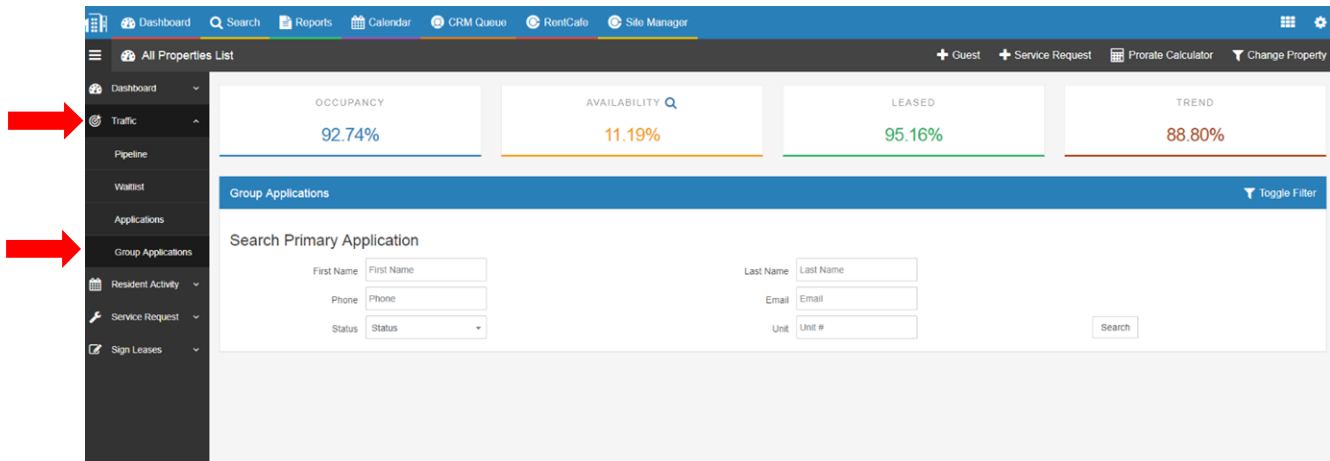 Dashboard Search Reports Calendar CRM Queue RentCafe Site Manager
All Properties List Guest Service Request Prorate Calculator Change Property
Dashboard
Traffic
Pipeline
Waitlist
Applications
Group Applications
Resident Activity
Service Request
Sign Leases
OCCUPANCY AVAILABILITY LEASED TREND
92.74% 11.19% 95.16% 88.80%
Group Applications Toggle Filter
Search Primary Application
First Name First Name Last Name Last Name
Phone Phone Email Email
Status Status Unit Unit # Search